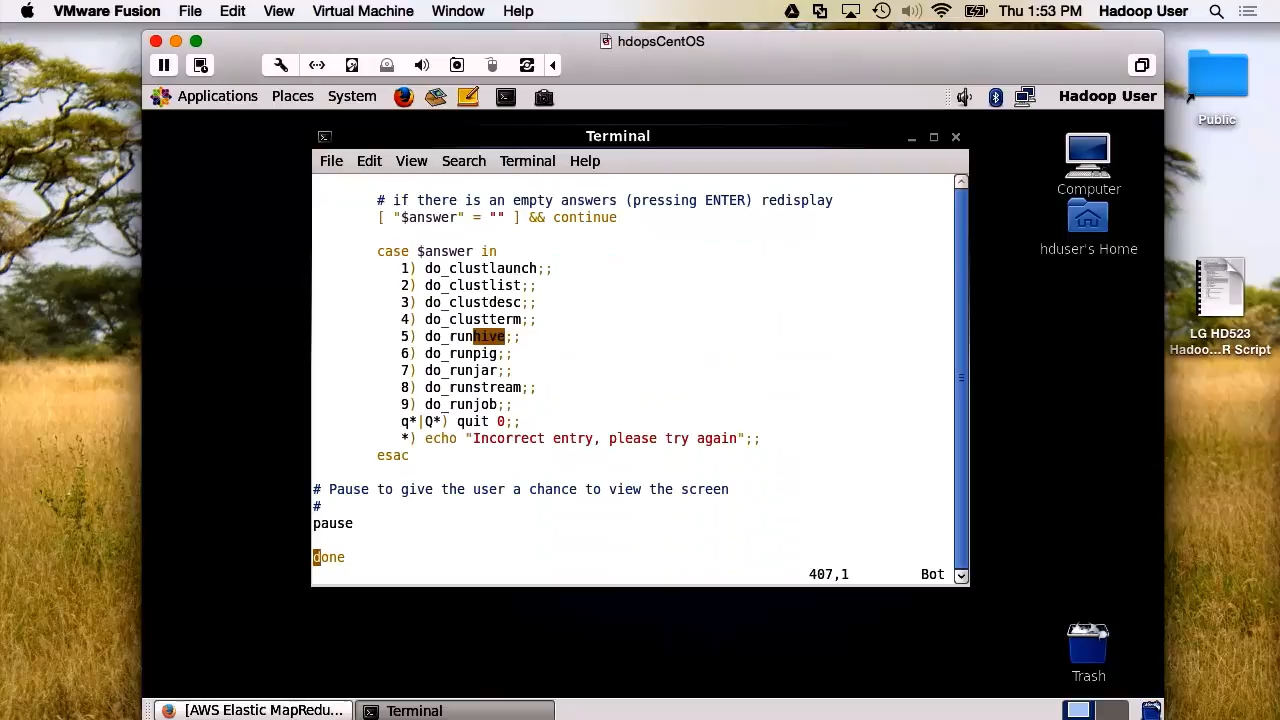 VMware Fusion File Edit View Virtual Machine Window Help Thu 1:53 PM Hadoop User
hdopsCentOS
Applications Places System Hadoop User
Public
Terminal
File Edit View Search Terminal Help
Computer
hduser's Home
# if there is an empty answers (pressing ENTER) redisplay
[ "$answer" = "" ] && continue
case $answer in
1) do_clustlaunch;;
2) do_clustlist;;
3) do_clustdesc;;
4) do_clustterm;;
5) do_runhive;;
6) do_runpig;;
7) do_runjar;;
8) do_runstream;;
9) do_runjob;;
q*|Q*) quit 0;;
*) echo "Incorrect entry, please try again";;
esac
# Pause to give the user a chance to view the screen
#
pause
done
407,1 Bot
LG HD523
Hadoo...R Script
Trash
[AWS Elastic MapRedu... Terminal